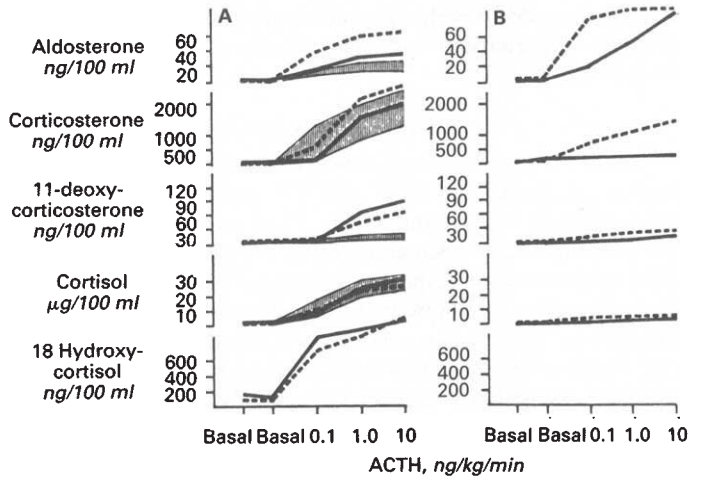 A
B
Aldosterone
ng/100 ml
60
40
20
60
40
20
Corticosterone
ng/100 ml
2000
1000
500
2000
1000
500
11-deoxy-
corticosterone
ng/100 ml
120
90
60
30
120
90
60
30
Cortisol
μg/100 ml
30
20
10
30
20
10
18 Hydroxy-
cortisol
ng/100 ml
600
400
200
600
400
200
Basal Basal 0.1 1.0 10
Basal Basal 0.1 1.0 10
ACTH, ng/kg/min